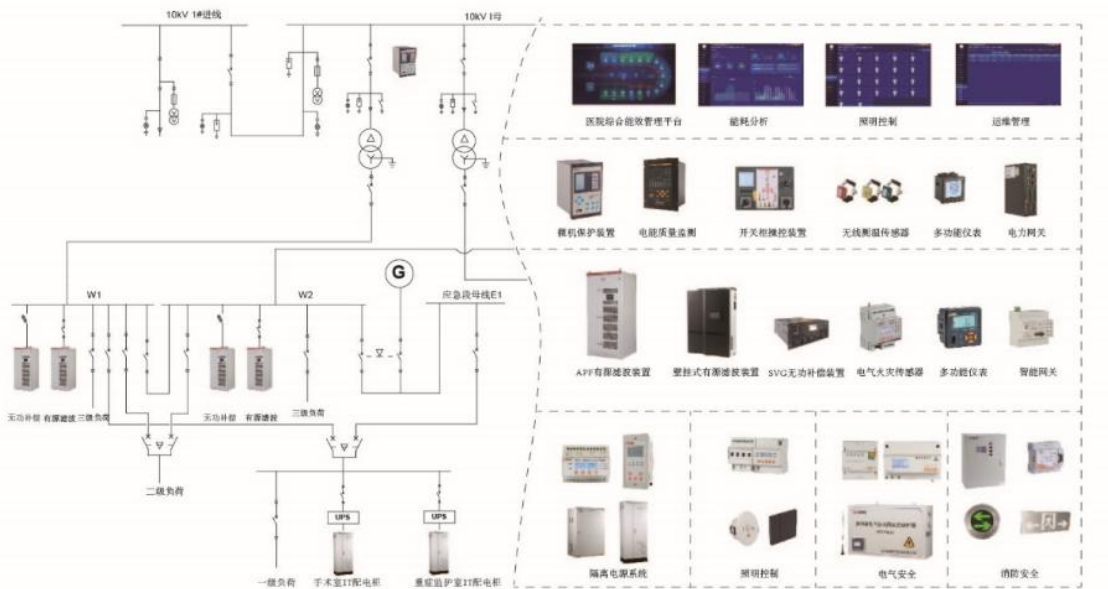 10kV 1#进线
10kV I母
医院综合能效管理平台
能耗分析
照明控制
运维管理
微机保护装置
电能质量监测
开关柜操控装置
无线测温传感器
多功能仪表
电力网关
G
W1
W2
应急段母线E1
APF有源滤波装置
壁挂式有源滤波装置
SVG无功补偿装置
电气火灾传感器
多功能仪表
智能网关
无功补偿
有源滤波
三级负荷
无功补偿
有源滤波
三级负荷
二级负荷
UPS
UPS
一级负荷
手术室IT配电柜
重症监护室IT配电柜
隔离电源系统
照明控制
电气安全
消防安全